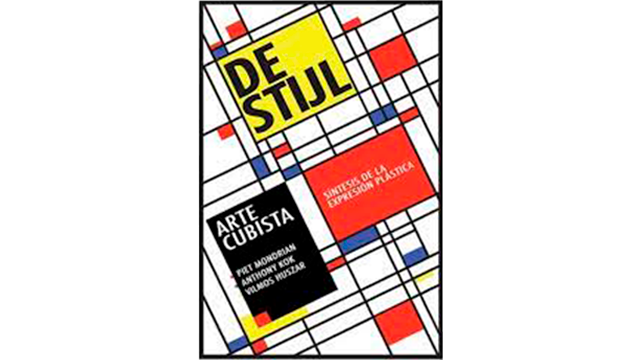 DE
STIJL
SÍNTESIS DE LA
EXPRESIÓN PLÁSTICA
ARTE
CUBISTA
PIET MONDRIAN
ANTHONY KOK
VILMOS HUSZAR